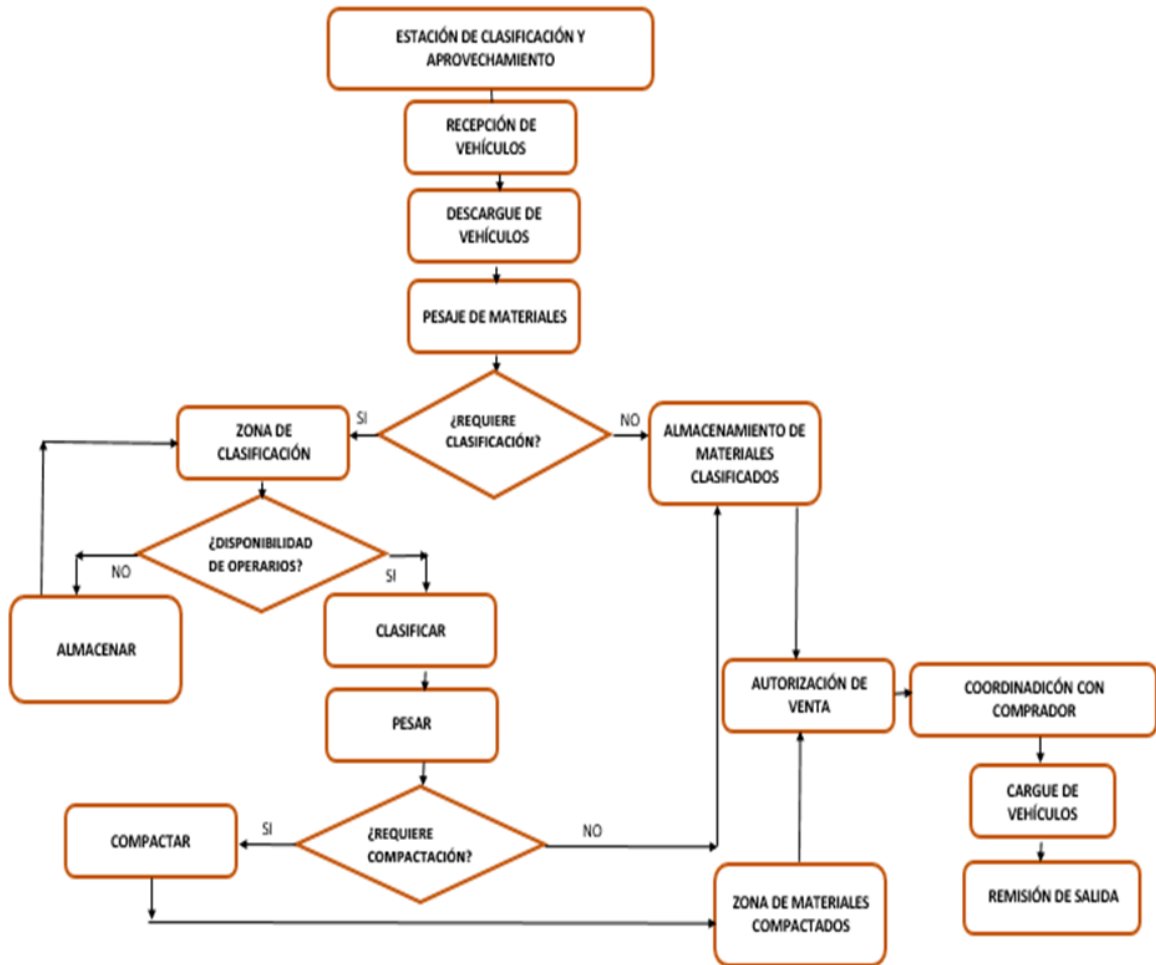 ESTACIÓN DE CLASIFICACIÓN Y
APROVECHAMIENTO
RECEPCIÓN DE
VEHÍCULOS
DESCARGUE DE
VEHÍCULOS
PESAJE DE MATERIALES
¿REQUIERE
CLASIFICACIÓN?
SI
NO
ZONA DE
CLASIFICACIÓN
ALMACENAMIENTO DE
MATERIALES
CLASIFICADOS
¿DISPONIBILIDAD
DE OPERARIOS?
NO
SI
ALMACENAR
CLASIFICAR
PESAR
AUTORIZACIÓN DE
VENTA
COORDINADICÓN CON
COMPRADOR
CARGUE DE
VEHÍCULOS
REMISIÓN DE SALIDA
¿REQUIERE
COMPACTACIÓN?
SI
NO
COMPACTAR
ZONA DE MATERIALES
COMPACTADOS